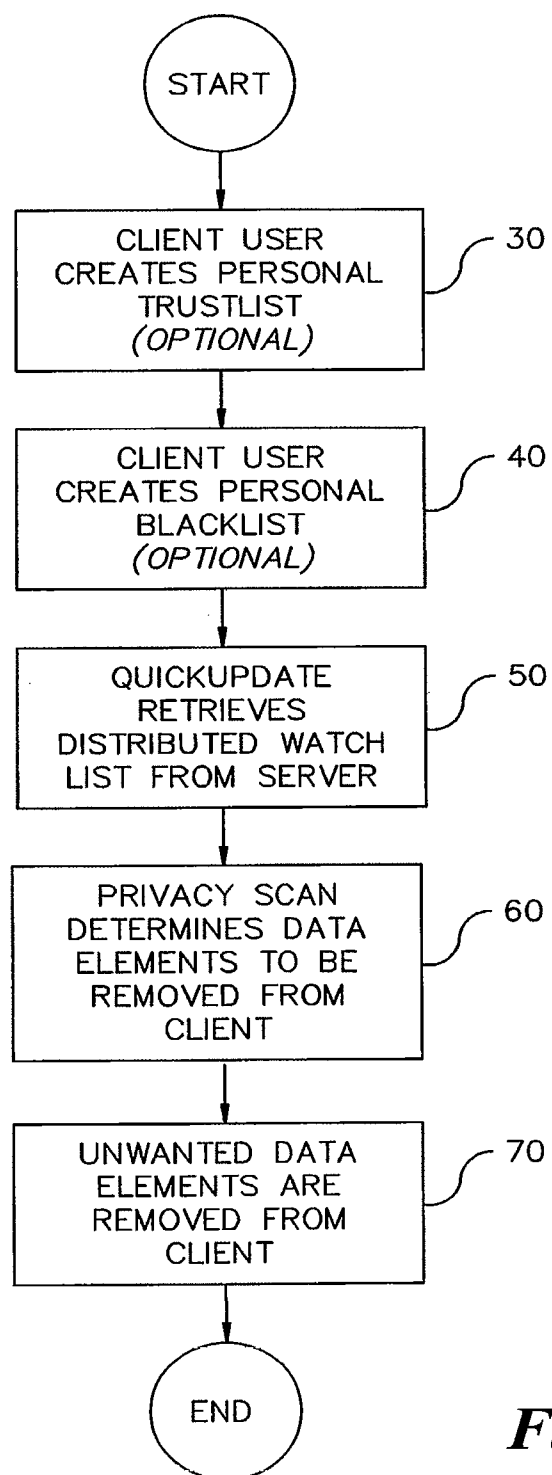 START
CLIENT USER
CREATES PERSONAL
TRUSTLIST
(OPTIONAL)
30
CLIENT USER
CREATES PERSONAL
BLACKLIST
(OPTIONAL)
40
QUICKUPDATE
RETRIEVES
DISTRIBUTED WATCH
LIST FROM SERVER
50
PRIVACY SCAN
DETERMINES DATA
ELEMENTS TO BE
REMOVED FROM
CLIENT
60
UNWANTED DATA
ELEMENTS ARE
REMOVED FROM
CLIENT
70
END